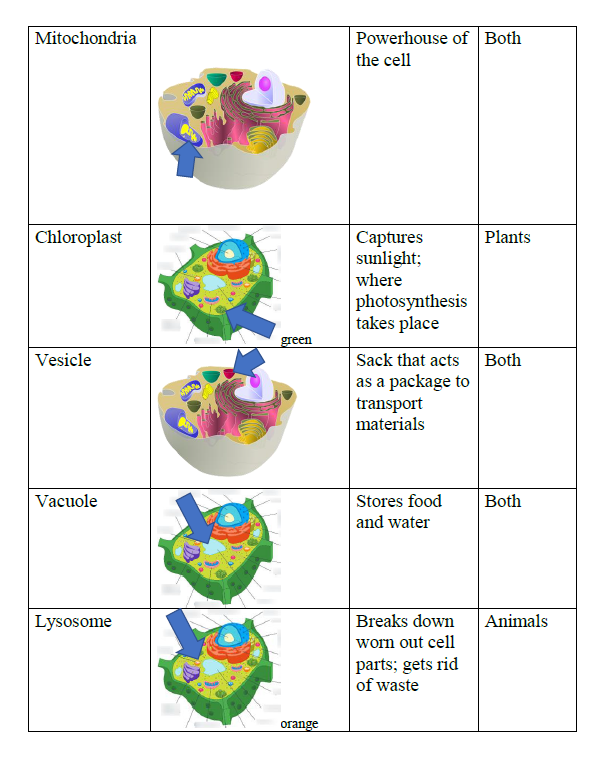 Mitochondria
Powerhouse of
the cell
Both
Chloroplast
green
Captures
sunlight;
where
photosynthesis
takes place
Plants
Vesicle
Sack that acts
as a package to
transport
materials
Both
Vacuole
Stores food
and water
Both
Lysosome
orange
Breaks down
worn out cell
parts; gets rid
of waste
Animals